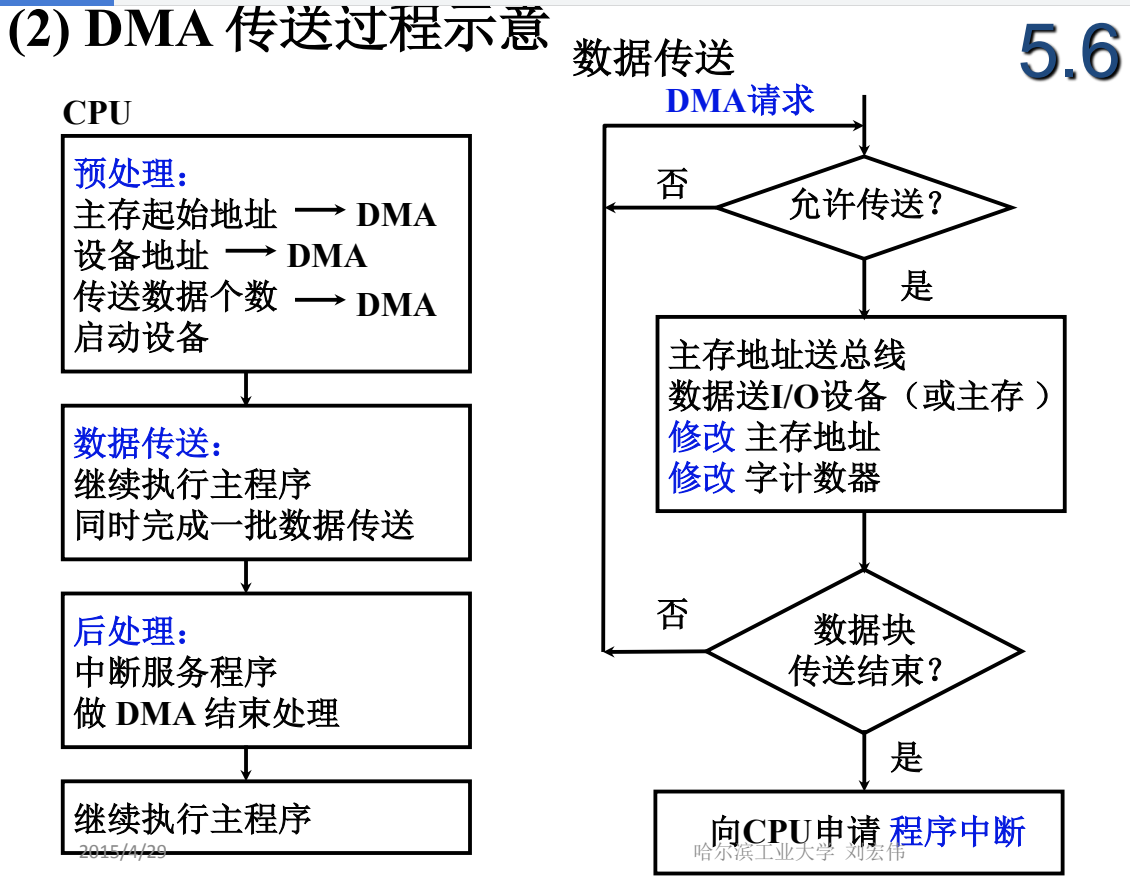 (2) DMA 传送过程示意
5.6
CPU
预处理：
主存起始地址 → DMA
设备地址 → DMA
传送数据个数 → DMA
启动设备
数据传送：
继续执行主程序
同时完成一批数据传送
后处理：
中断服务程序
做 DMA 结束处理
继续执行主程序
2015/4/29
数据传送
DMA请求
允许传送？
否
是
主存地址送总线
数据送I/O设备（或主存 ）
修改 主存地址
修改 字计数器
数据块
传送结束？
否
是
向CPU申请 程序中断
哈尔滨工业大学 刘宏伟